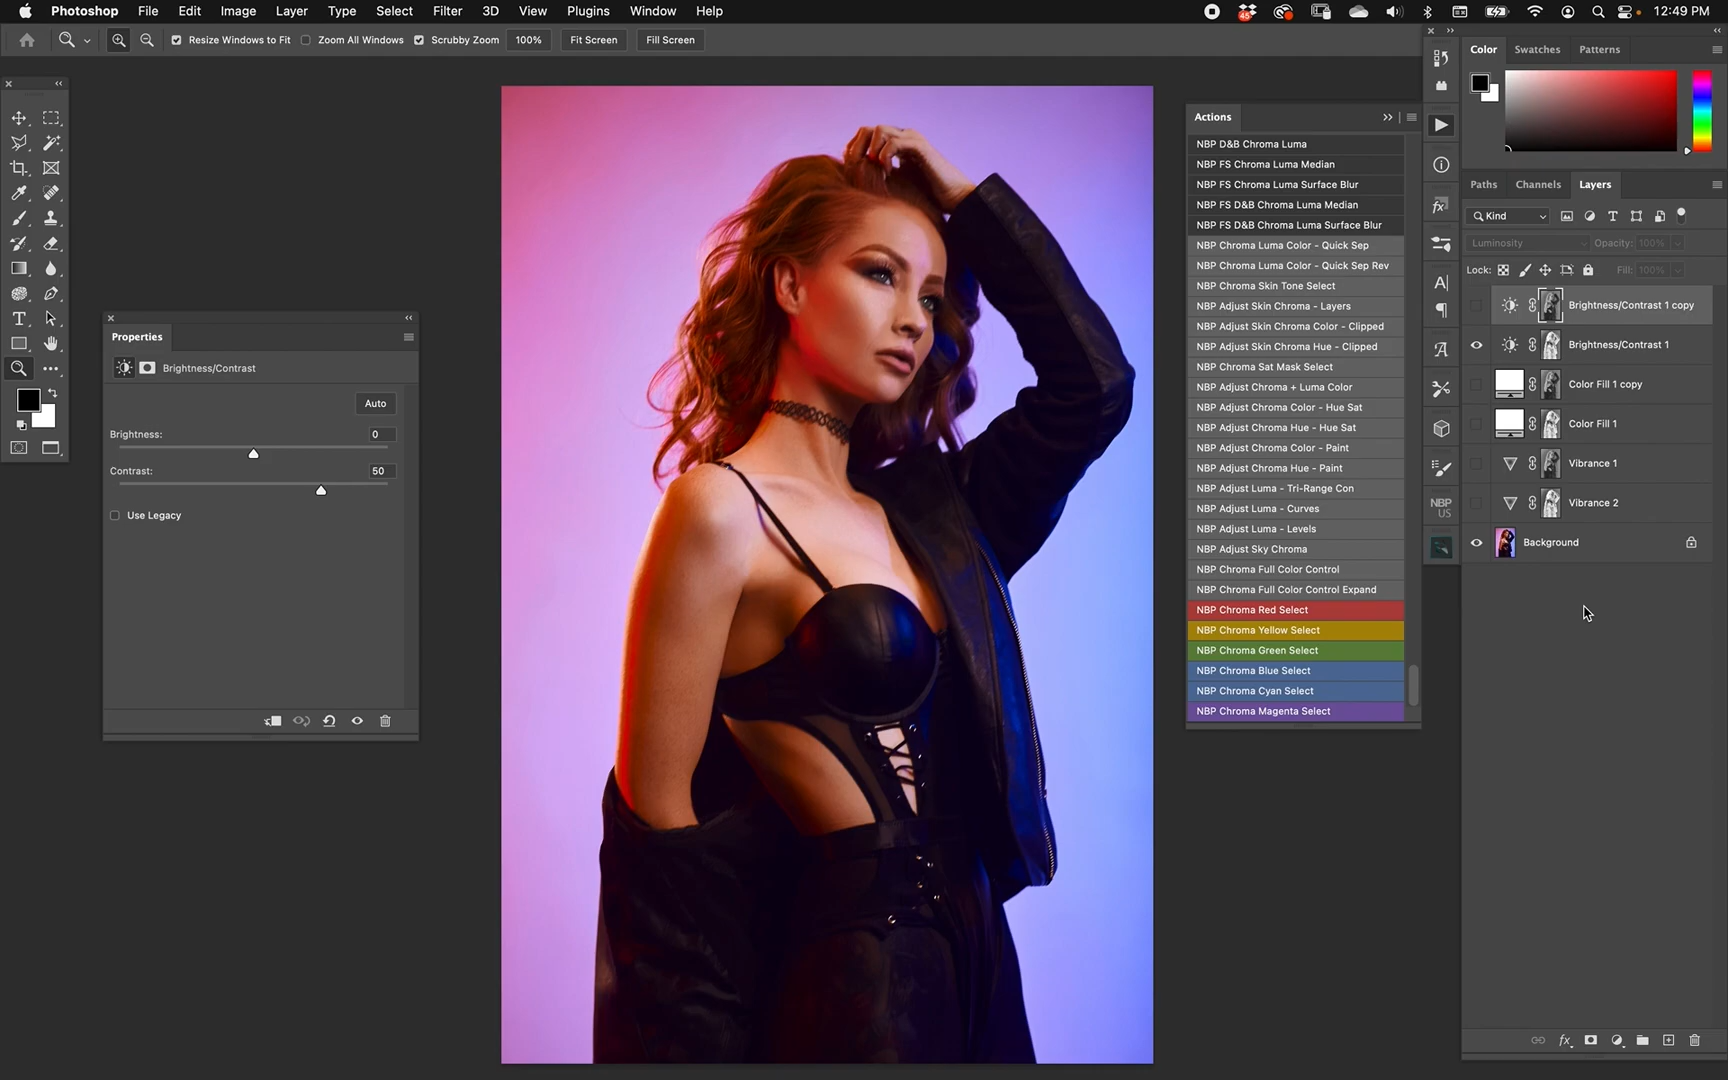 Photoshop File Edit Image Layer Type Select Filter 3D View Plugins Window Help 45 12:49 PM
Resize Windows to Fit Zoom All Windows Scrubby Zoom 100% Fit Screen Fill Screen
Properties
Brightness/Contrast
Auto
Brightness: 0
Contrast: 50
Use Legacy
Actions
NBP D&B Chroma Luma
NBP FS Chroma Luma Median
NBP FS Chroma Luma Surface Blur
NBP FS D&B Chroma Luma Median
NBP FS D&B Chroma Luma Surface Blur
NBP Chroma Luma Color - Quick Sep
NBP Chroma Luma Color - Quick Sep Rev
NBP Chroma Skin Tone Select
NBP Adjust Skin Chroma - Layers
NBP Adjust Skin Chroma Color - Clipped
NBP Adjust Skin Chroma Hue - Clipped
NBP Chroma Sat Mask Select
NBP Adjust Chroma + Luma Color
NBP Adjust Chroma Color - Hue Sat
NBP Adjust Chroma Hue - Hue Sat
NBP Adjust Chroma Color - Paint
NBP Adjust Chroma Hue - Paint
NBP Adjust Luma - Tri-Range Con
NBP Adjust Luma - Curves
NBP Adjust Luma - Levels
NBP Adjust Sky Chroma
NBP Chroma Full Color Control
NBP Chroma Full Color Control Expand
NBP Chroma Red Select
NBP Chroma Yellow Select
NBP Chroma Green Select
NBP Chroma Blue Select
NBP Chroma Cyan Select
NBP Chroma Magenta Select
NBP
US
Color Swatches Patterns
Paths Channels Layers
Kind
Luminosity Opacity: 100%
Lock: Fill: 100%
Brightness/Contrast 1 copy
Brightness/Contrast 1
Color Fill 1 copy
Color Fill 1
Vibrance 1
Vibrance 2
Background
fx